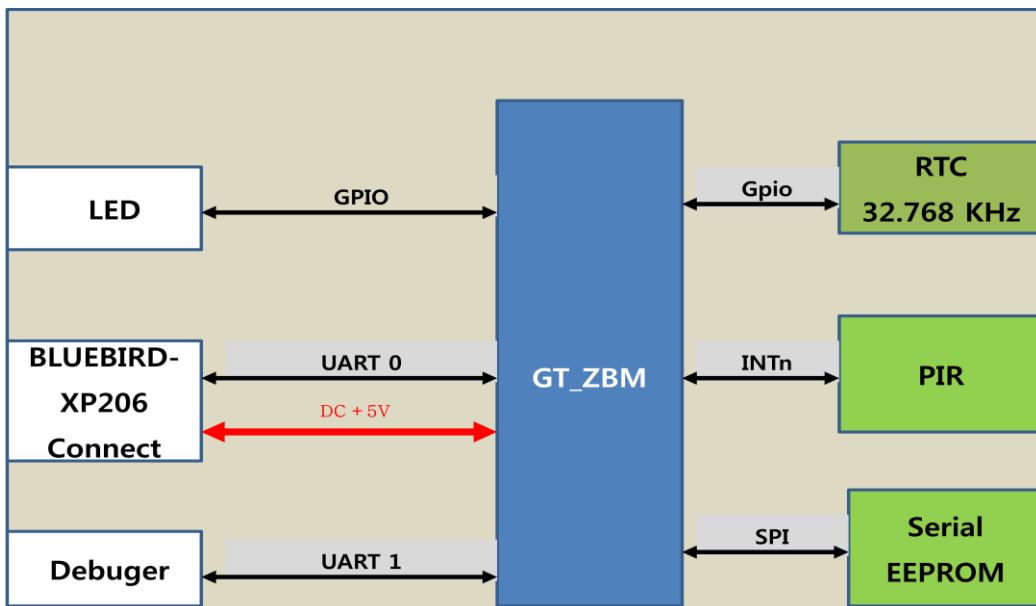 LED
GPIO
Gpio
RTC
32.768 KHz
BLUEBIRD-
XP206
Connect
UART 0
DC + 5V
GT_ZBM
INTn
PIR
Debuger
UART 1
SPI
Serial
EEPROM